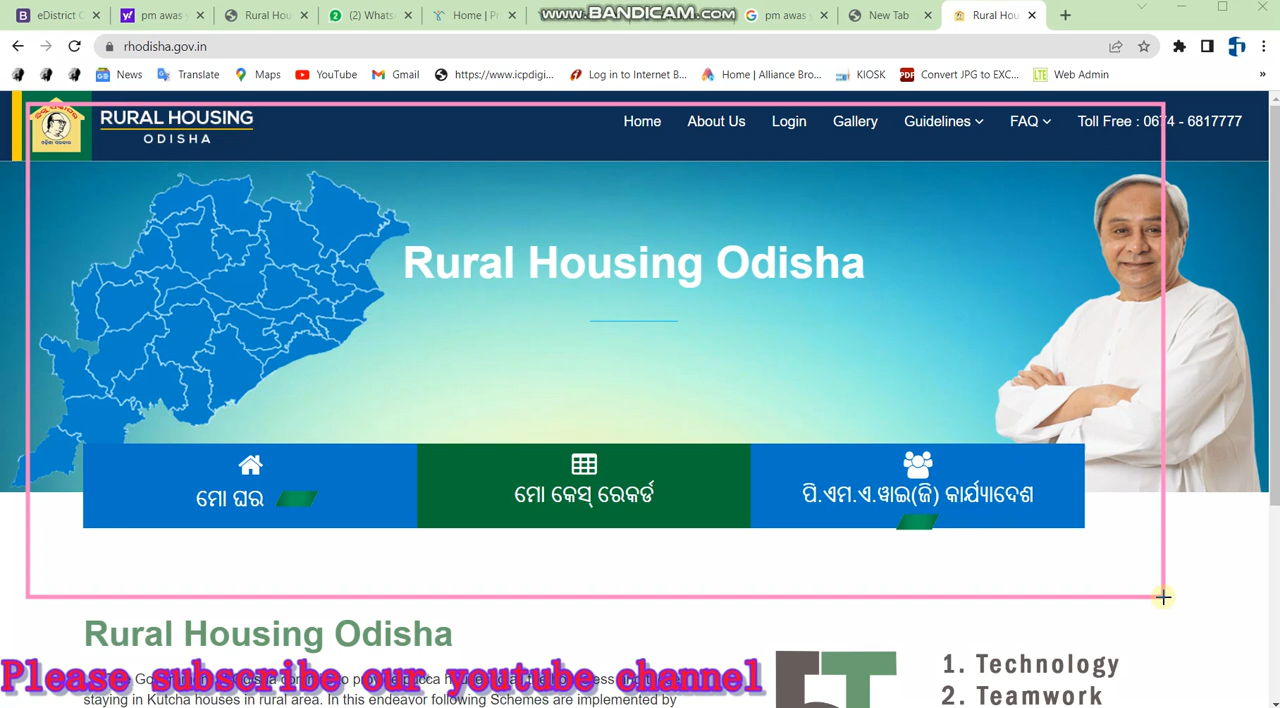 eDistrict O
pm awas y
Rural Hou
(2) Whats
Home | Pr
www.BANDICAM.com
pm awas y
New Tab
Rural Hou
rhodisha.gov.in
News
Translate
Maps
YouTube
Gmail
https://www.icpdigi...
Log in to Internet B...
Home | Alliance Bro...
KIOSK
Convert JPG to EXC...
Web Admin
»
RURAL HOUSING
ODISHA
Home
About Us
Login
Gallery
Guidelines
FAQ
Toll Free : 0674 - 6817777
Rural Housing Odisha
ମୋ ଘର
ମୋ କେସ୍ ରେକର୍ଡ
ପି.ଏମ.ଏ.ୱାଇ(ଜି) କାର୍ଯ୍ୟାଦେଶ
Rural Housing Odisha
Please subscribe our youtube channel
staying in Kutcha houses in rural area. In this endeavor following Schemes are implemented by
5T
1. Technology
2. Teamwork